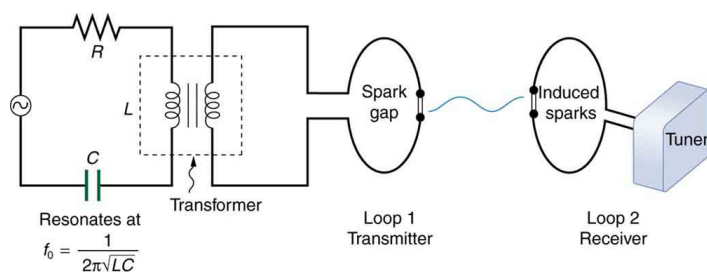 R
L
C
Transformer
Resonates at
f₀ = 1 / 2π√LC
Spark
gap
Induced
sparks
Tuner
Loop 1
Transmitter
Loop 2
Receiver